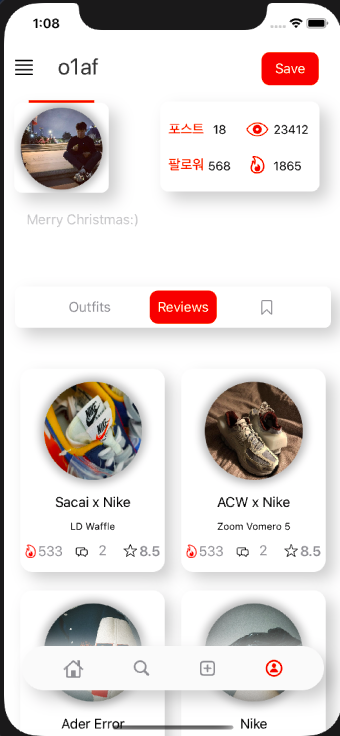 1:08
o1af
Save
포스트 18 23412
팔로워 568 1865
Merry Christmas:)
Outfits Reviews
Sacai x Nike
LD Waffle
533 2 8.5
ACW x Nike
Zoom Vomero 5
533 2 8.5
Ader Error
Nike